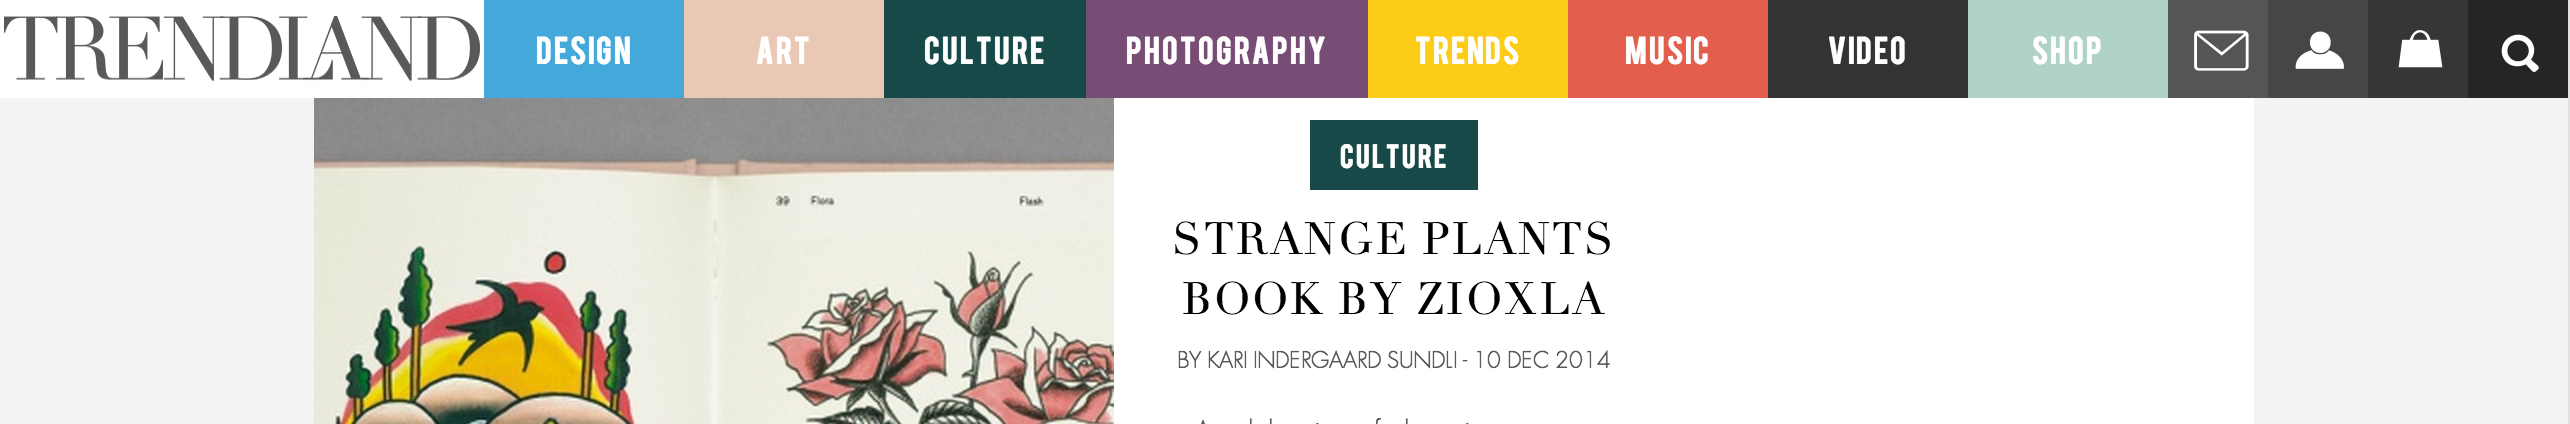 TRENDLAND
DESIGN
ART
CULTURE
PHOTOGRAPHY
TRENDS
MUSIC
VIDEO
SHOP
39 Flora
Flash
CULTURE
STRANGE PLANTS
BOOK BY ZIOXLA
BY KARI INDERGAARD SUNDLI - 10 DEC 2014